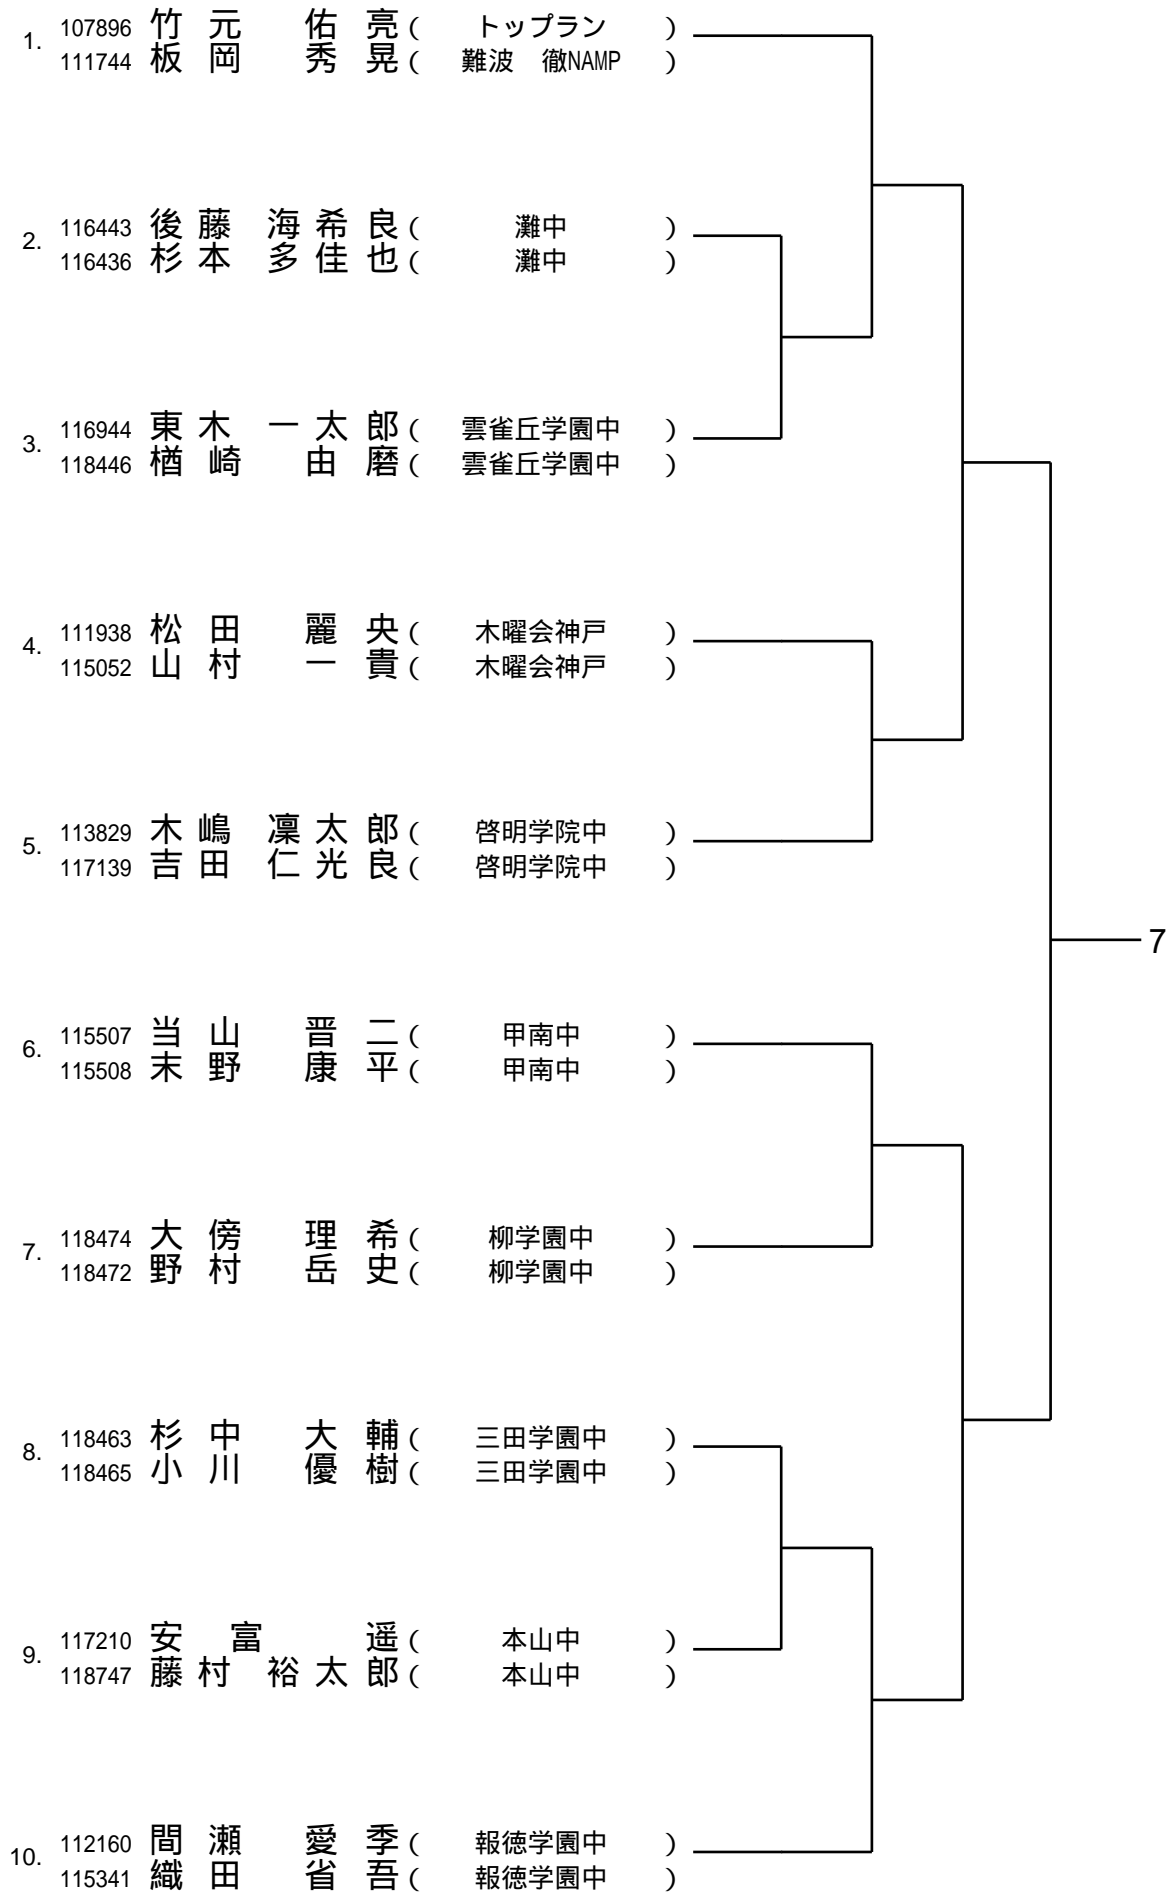 1. 107896 竹元 佑亮 ( トップラン )
111744 板岡 秀晃 ( 難波 徹NAMP )
2. 116443 後藤 海希良 ( 灘中 )
116436 杉本 多佳也 ( 灘中 )
3. 116944 東木 一太郎 ( 雲雀丘学園中 )
118446 楢崎 由磨 ( 雲雀丘学園中 )
4. 111938 松田 麗央 ( 木曜会神戸 )
115052 山村 一貴 ( 木曜会神戸 )
5. 113829 木嶋 凜太郎 ( 啓明学院中 )
117139 吉田 仁光良 ( 啓明学院中 )
7
6. 115507 当山 晋二 ( 甲南中 )
115508 末野 康平 ( 甲南中 )
7. 118474 大傍 理希 ( 柳学園中 )
118472 野村 岳史 ( 柳学園中 )
8. 118463 杉中 大輔 ( 三田学園中 )
118465 小川 優樹 ( 三田学園中 )
9. 117210 安富 遥 ( 本山中 )
118747 藤村 裕太郎 ( 本山中 )
10. 112160 間瀬 愛季 ( 報徳学園中 )
115341 織田 省吾 ( 報徳学園中 )